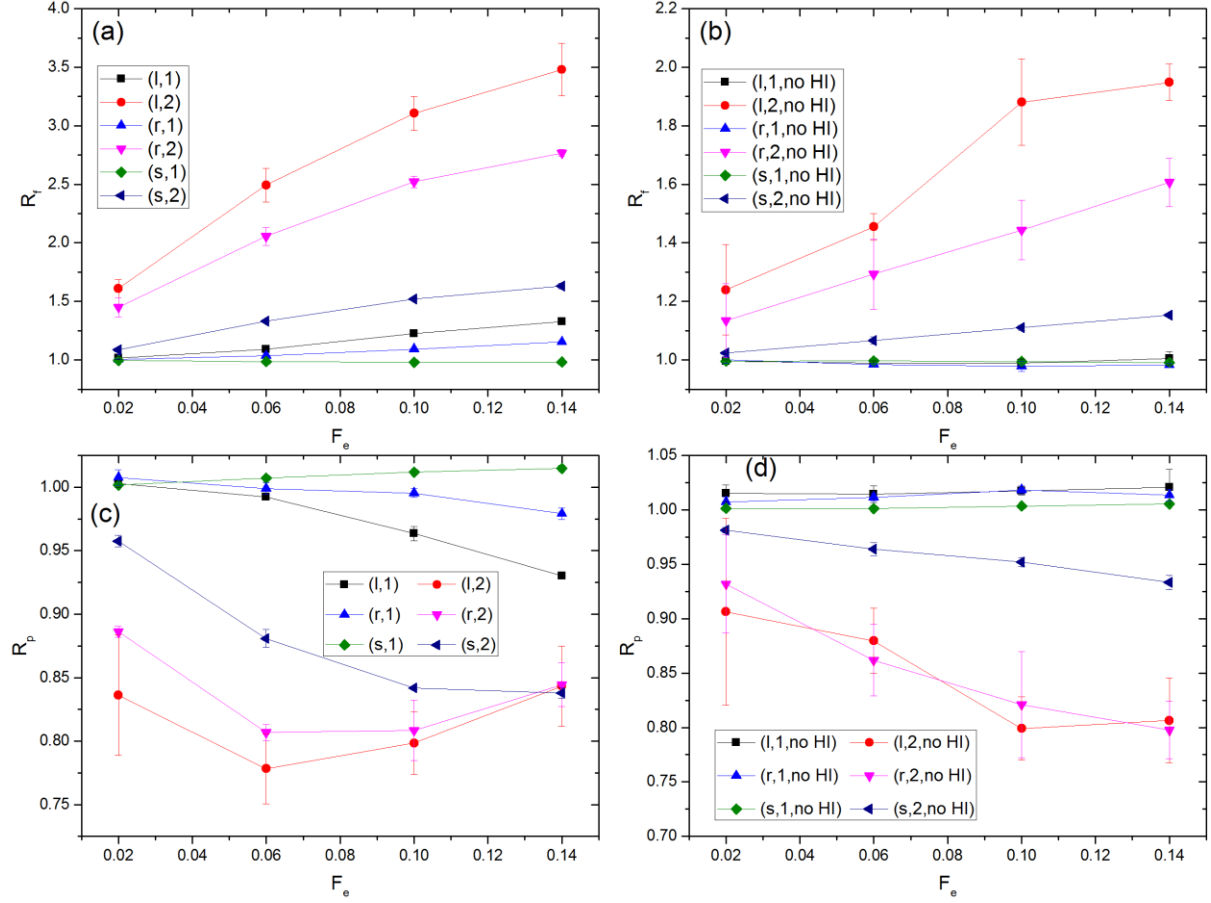 (a)
4.0
3.5
3.0
2.5
2.0
1.5
1.0
R_f
(l,1)
(l,2)
(r,1)
(r,2)
(s,1)
(s,2)
0.02 0.04 0.06 0.08 0.10 0.12 0.14
F_e
(b)
2.2
2.0
1.8
1.6
1.4
1.2
1.0
R_f
(l,1,no HI)
(l,2,no HI)
(r,1,no HI)
(r,2,no HI)
(s,1,no HI)
(s,2,no HI)
0.02 0.04 0.06 0.08 0.10 0.12 0.14
F_e
(c)
1.00
0.95
0.90
0.85
0.80
0.75
R_p
(l,1) (l,2)
(r,1) (r,2)
(s,1) (s,2)
0.02 0.04 0.06 0.08 0.10 0.12 0.14
F_e
(d)
1.05
1.00
0.95
0.90
0.85
0.80
0.75
0.70
R_p
(l,1,no HI) (l,2,no HI)
(r,1,no HI) (r,2,no HI)
(s,1,no HI) (s,2,no HI)
0.02 0.04 0.06 0.08 0.10 0.12 0.14
F_e